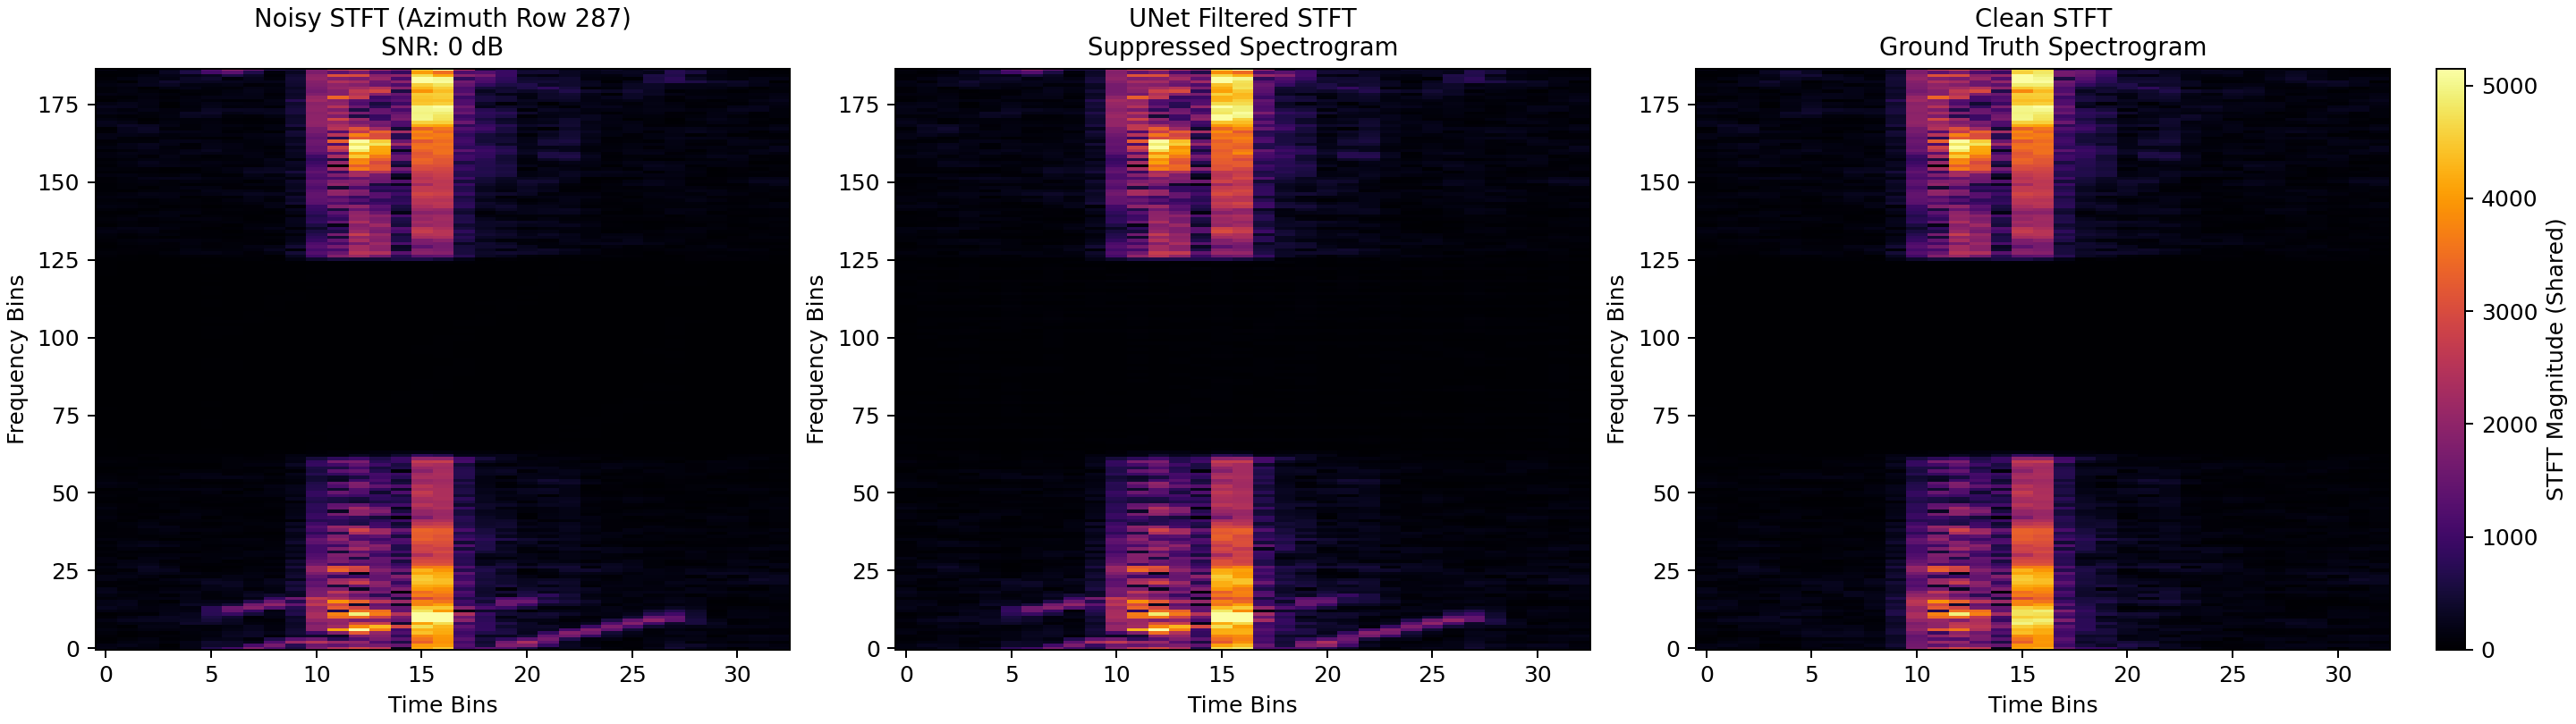 Noisy STFT (Azimuth Row 287)
SNR: 0 dB
Frequency Bins
175
150
125
100
75
50
25
0
0 5 10 15 20 25 30
Time Bins
UNet Filtered STFT
Suppressed Spectrogram
Frequency Bins
175
150
125
100
75
50
25
0
0 5 10 15 20 25 30
Time Bins
Clean STFT
Ground Truth Spectrogram
Frequency Bins
175
150
125
100
75
50
25
0
0 5 10 15 20 25 30
Time Bins
5000
4000
3000
2000
1000
0
STFT Magnitude (Shared)